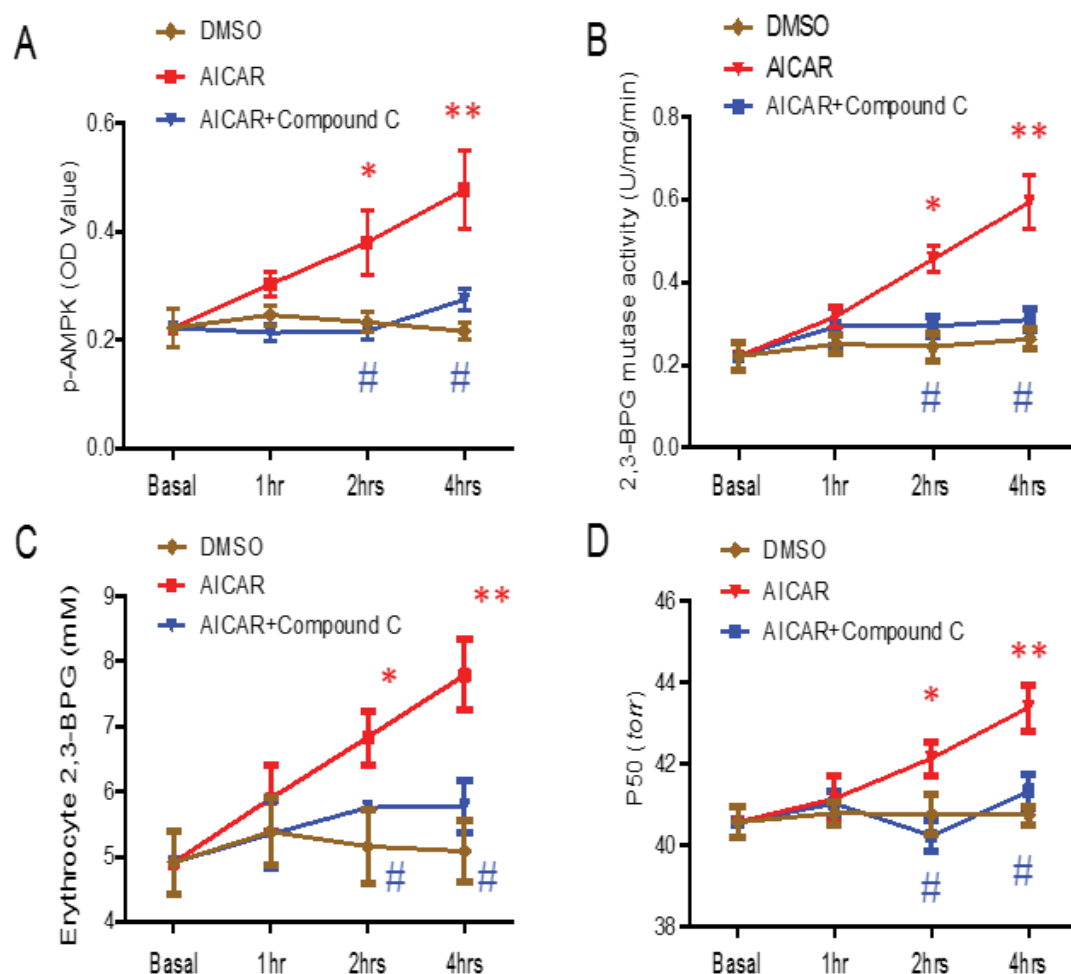 A
DMSO
AICAR
AICAR+Compound C
p-AMPK (OD Value)
0.6
0.4
0.2
0.0
* **
# #
Basal 1hr 2hrs 4hrs
B
DMSO
AICAR
AICAR+Compound C
2,3-BPG mutase activity (U/mg/min)
0.8
0.6
0.4
0.2
0.0
* **
# #
Basal 1hr 2hrs 4hrs
C
DMSO
AICAR
AICAR+Compound C
Erythrocyte 2,3-BPG (mM)
9
8
7
6
5
4
* **
# #
Basal 1hr 2hrs 4hrs
D
DMSO
AICAR
AICAR+Compound C
P50 (torr)
46
44
42
40
38
* **
# #
Basal 1hr 2hrs 4hrs